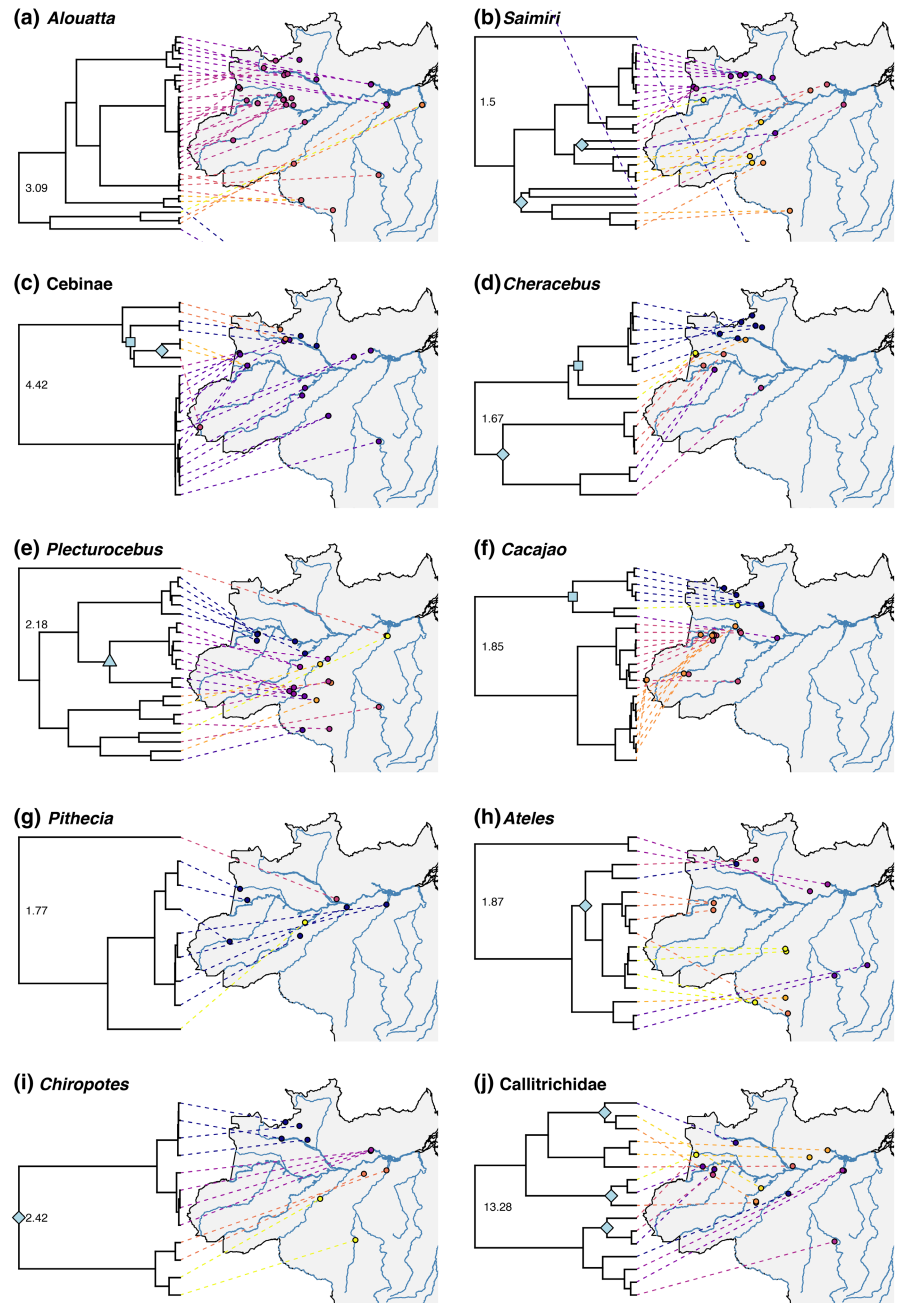 (a) Alouatta
3.09
(b) Saimiri
1.5
(c) Cebinae
4.42
(d) Cheracebus
1.67
(e) Plecturocebus
2.18
(f) Cacajao
1.85
(g) Pithecia
1.77
(h) Ateles
1.87
(i) Chiropotes
2.42
(j) Callitrichidae
13.28